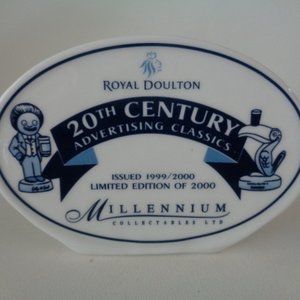 ROYAL DOULTON
20TH CENTURY
ADVERTISING CLASSICS
ISSUED 1999/2000
LIMITED EDITION OF 2000
MILLENNIUM
COLLECTABLES LTD